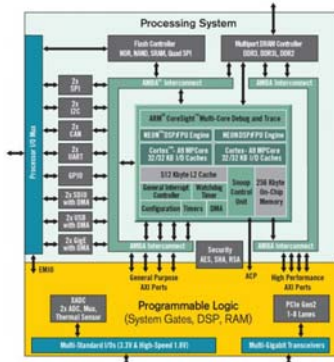 Processing System
Flash Controller
NOR, NAND, SRAM, Quad SPI
Multiport DRAM Controller
DDR3, DDR3L, DDR2
AMBA® Interconnect
AMBA® Interconnect
Processor I/O Mux
2x
SPI
2x
I2C
2x
CAN
2x
UART
GPIO
2x SDIO
with DMA
2x USB
with DMA
2x GigE
with DMA
ARM® CoreSight™ Multi-Core Debug and Trace
NEON™ DSP/FPU Engine
NEON DSP/FPU Engine
Cortex™- A9 MPCore
32/32 KB I/D Caches
Cortex- A9 MPCore
32/32 KB I/D Caches
512 Kbyte L2 Cache
General Interrupt
Controller
Watchdog
Timer
Configuration
Timers
DMA
Snoop
Control
Unit
256 Kbyte
On-Chip
Memory
AMBA® Interconnect
Security
AES, SHA, RSA
AMBA® Interconnect
EMIO
General Purpose
AXI Ports
ACP
High Performance
AXI Ports
Programmable Logic
(System Gates, DSP, RAM)
XADC
2x ADC, Mux,
Thermal Sensor
PCIe Gen2
1-8 Lanes
Multi-Standard I/Os (3.3V & High-Speed 1.8V)
Multi-Gigabit Transceivers